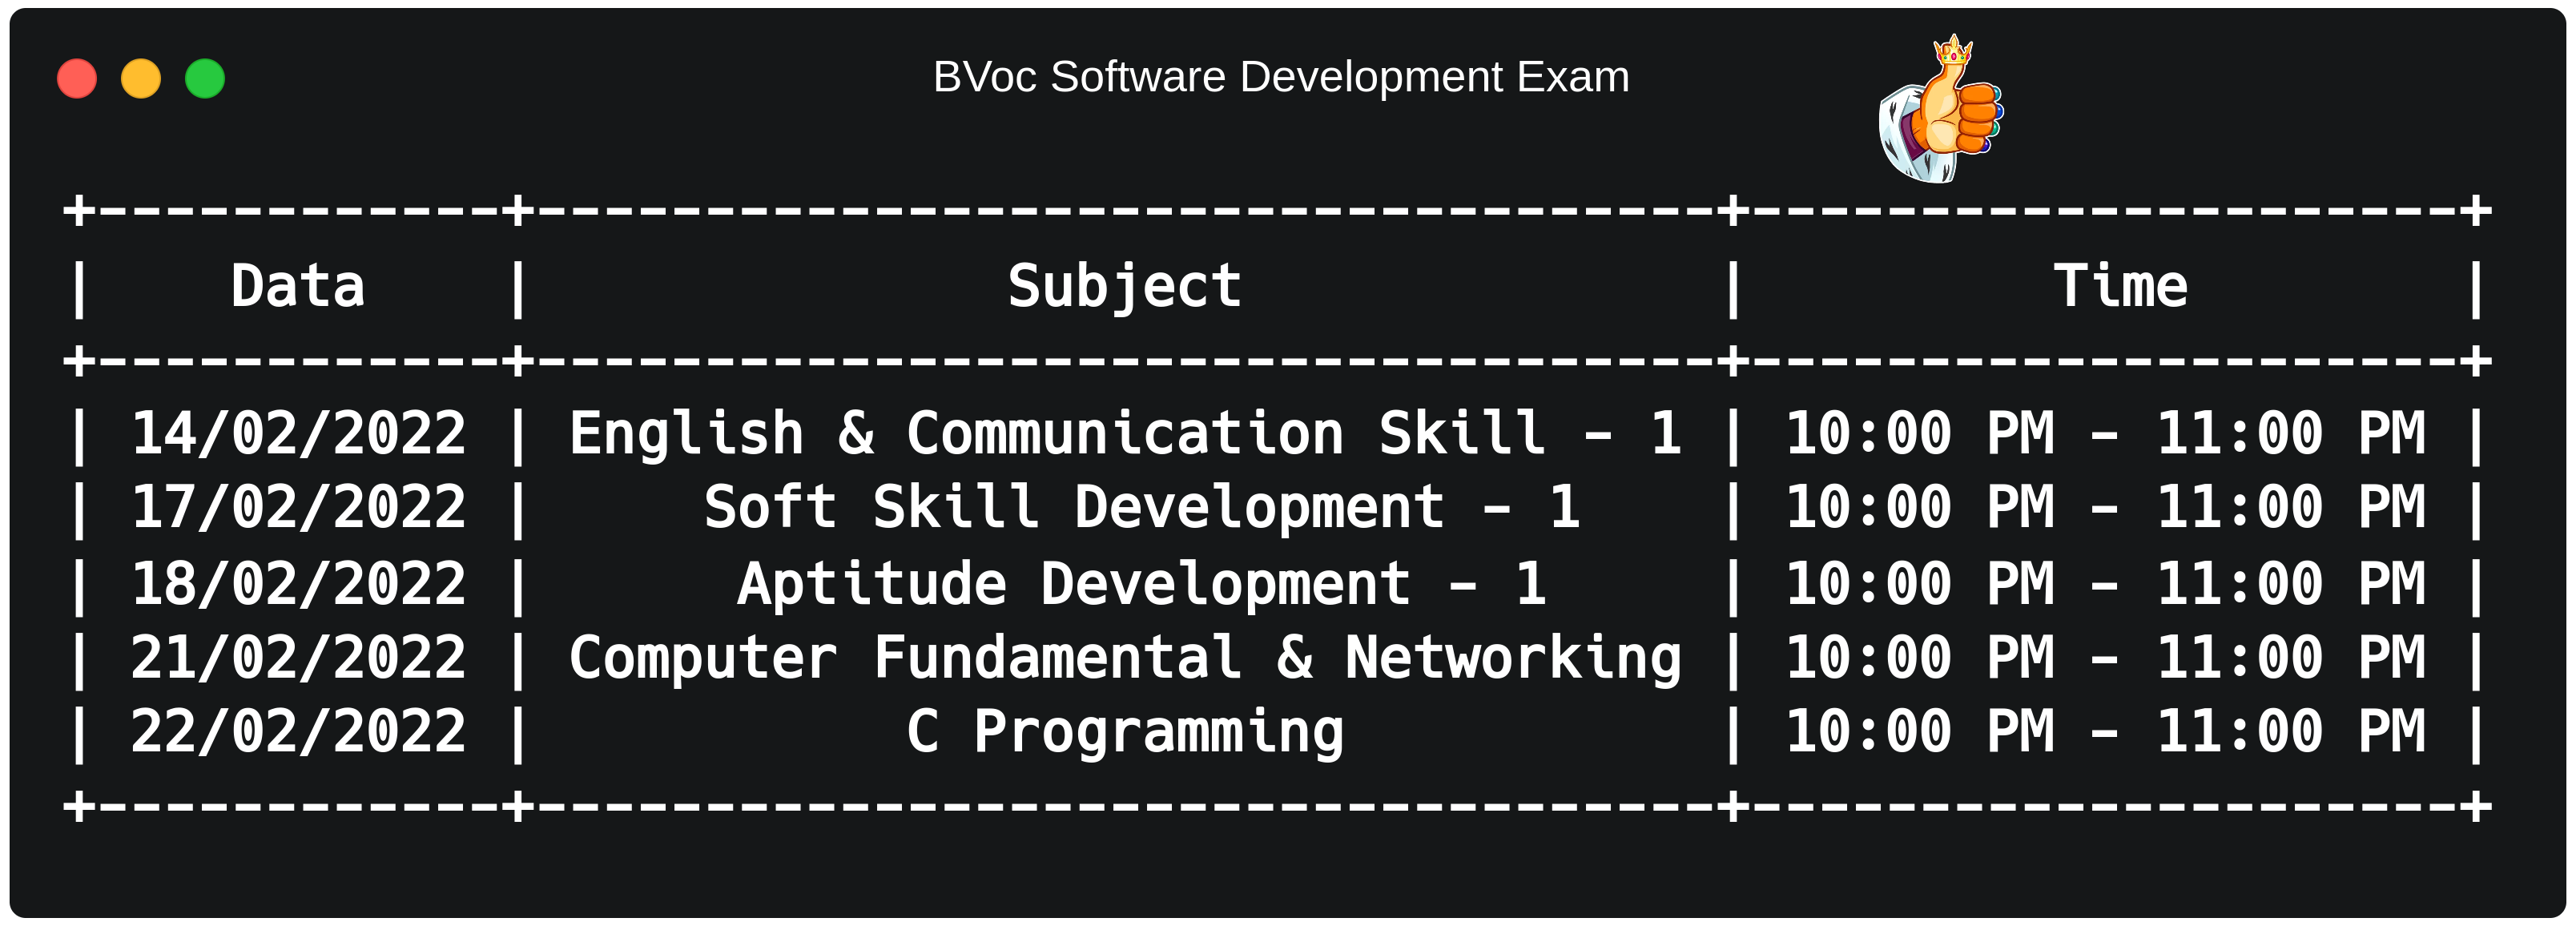 BVoc Software Development Exam
+------------+-----------------------------------+---------------------+
| Data | Subject | Time |
+------------+-----------------------------------+---------------------+
| 14/02/2022 | English & Communication Skill - 1 | 10:00 PM - 11:00 PM |
| 17/02/2022 | Soft Skill Development - 1 | 10:00 PM - 11:00 PM |
| 18/02/2022 | Aptitude Development - 1 | 10:00 PM - 11:00 PM |
| 21/02/2022 | Computer Fundamental & Networking | 10:00 PM - 11:00 PM |
| 22/02/2022 | C Programming | 10:00 PM - 11:00 PM |
+------------+-----------------------------------+---------------------+